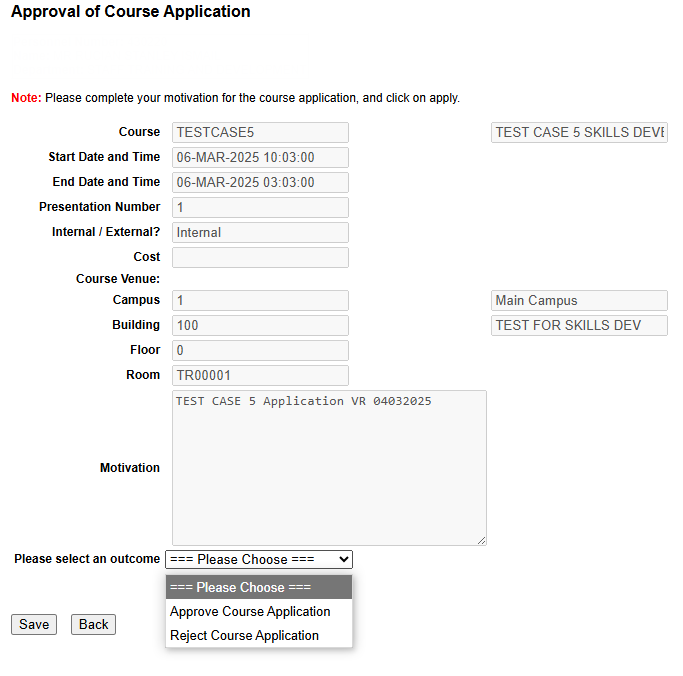 Approval of Course Application
Note: Please complete your motivation for the course application, and click on apply.
Course TESTCASE5 TEST CASE 5 SKILLS DEVE
Start Date and Time 06-MAR-2025 10:03:00
End Date and Time 06-MAR-2025 03:03:00
Presentation Number 1
Internal / External? Internal
Cost
Course Venue:
Campus 1 Main Campus
Building 100 TEST FOR SKILLS DEV
Floor 0
Room TR00001
TEST CASE 5 Application VR 04032025
Motivation
Please select an outcome === Please Choose ===
=== Please Choose ===
Approve Course Application
Reject Course Application
Save Back